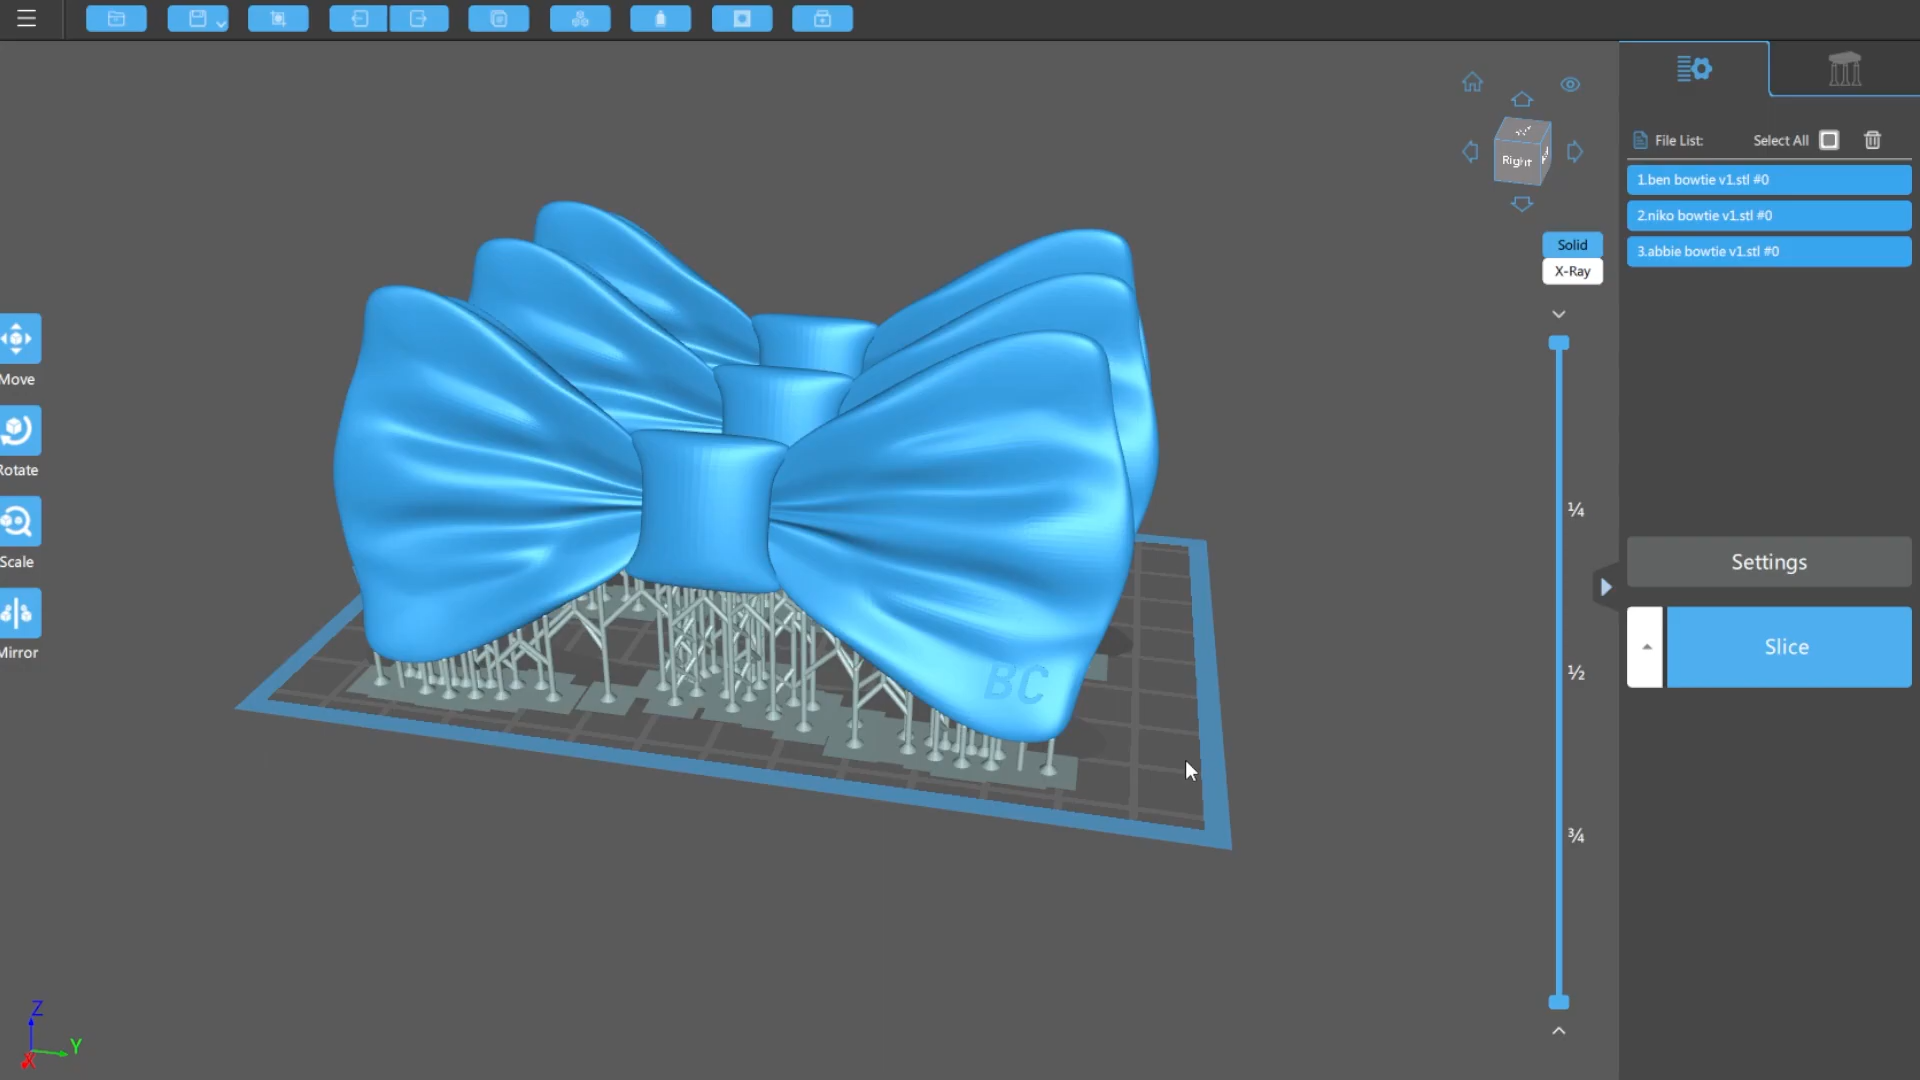 File List:
Select All
1.ben bowtie v1.stl #0
2.niko bowtie v1.stl #0
3.abbie bowtie v1.stl #0
Right
Solid
X-Ray
Move
Rotate
Scale
Mirror
¼
½
¾
Settings
Slice
BC
Z
Y
X